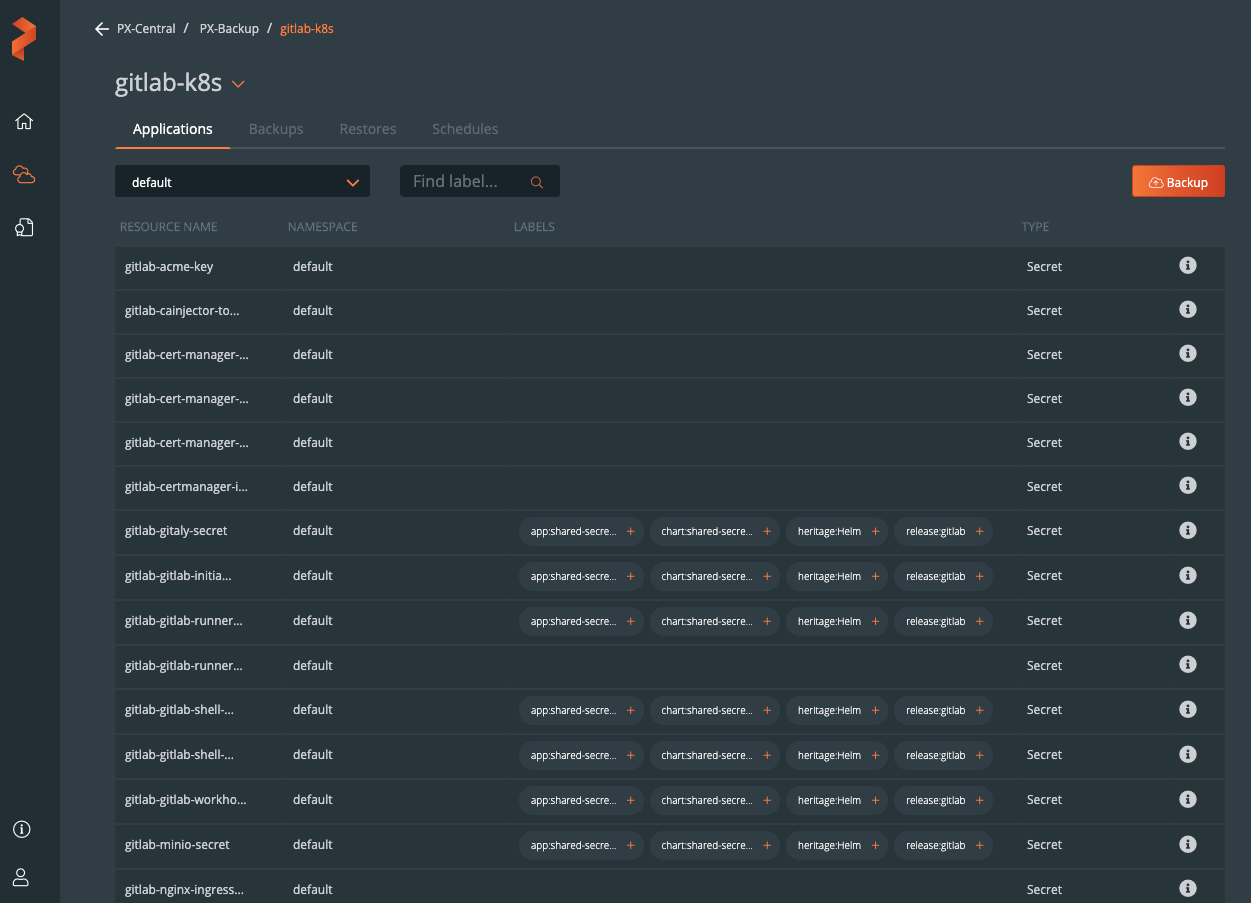 PX-Central / PX-Backup / gitlab-k8s
gitlab-k8s
Applications Backups Restores Schedules
default Find label... Backup
RESOURCE NAME NAMESPACE LABELS TYPE
gitlab-acme-key default Secret
gitlab-cainjector-to... default Secret
gitlab-cert-manager-... default Secret
gitlab-cert-manager-... default Secret
gitlab-cert-manager-... default Secret
gitlab-certmanager-i... default Secret
gitlab-gitaly-secret default app:shared-secre... + chart:shared-secre... + heritage:Helm + release:gitlab + Secret
gitlab-gitlab-initia... default app:shared-secre... + chart:shared-secre... + heritage:Helm + release:gitlab + Secret
gitlab-gitlab-runner... default app:shared-secre... + chart:shared-secre... + heritage:Helm + release:gitlab + Secret
gitlab-gitlab-runner... default Secret
gitlab-gitlab-shell-... default app:shared-secre... + chart:shared-secre... + heritage:Helm + release:gitlab + Secret
gitlab-gitlab-shell-... default app:shared-secre... + chart:shared-secre... + heritage:Helm + release:gitlab + Secret
gitlab-gitlab-workho... default app:shared-secre... + chart:shared-secre... + heritage:Helm + release:gitlab + Secret
gitlab-minio-secret default app:shared-secre... + chart:shared-secre... + heritage:Helm + release:gitlab + Secret
gitlab-nginx-ingress... default Secret